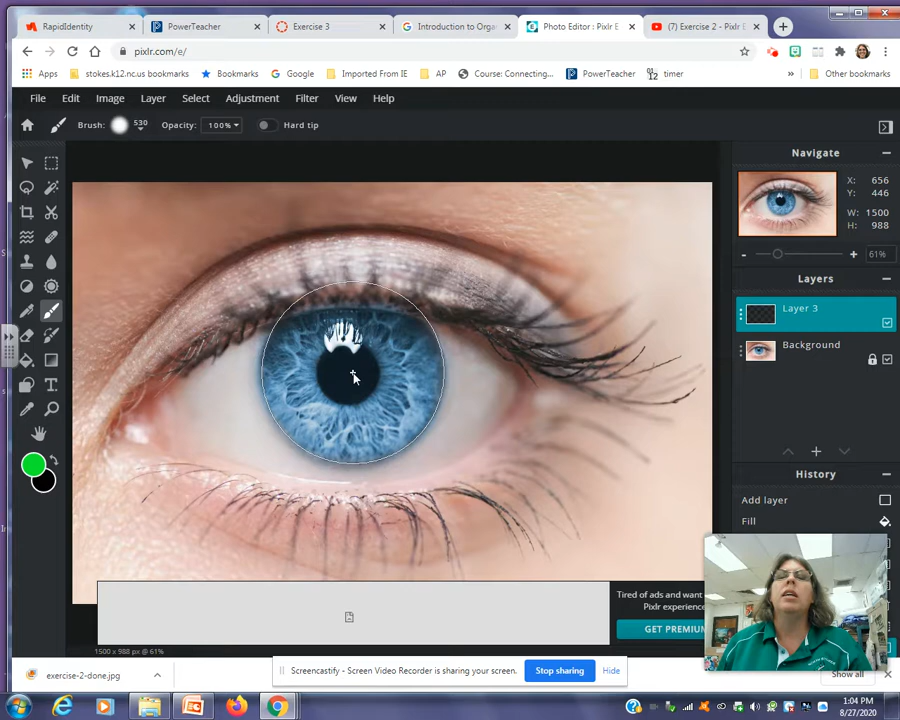 RapidIdentity
PowerTeacher
Exercise 3
Introduction to Orga
Photo Editor : Pixlr E
(7) Exercise 2 - Pixlr E
pixlr.com/e/
Apps
stokes.k12.nc.us bookmarks
Bookmarks
Google
Imported From IE
AP
Course: Connecting...
PowerTeacher
timer
»
Other bookmarks
File Edit Image Layer Select Adjustment Filter View Help
Brush: 530 Opacity: 100% Hard tip
Navigate
X: 656
Y: 446
W: 1500
H: 988
- + 61%
Layers
Layer 3
Background
History
Add layer
Fill
Tired of ads and want
Pixlr experience
GET PREMIUM
1500 x 988 px @ 61%
Screencastify - Screen Video Recorder is sharing your screen.
Stop sharing
Hide
exercise-2-done.jpg
Show all
1:04 PM
8/27/2020